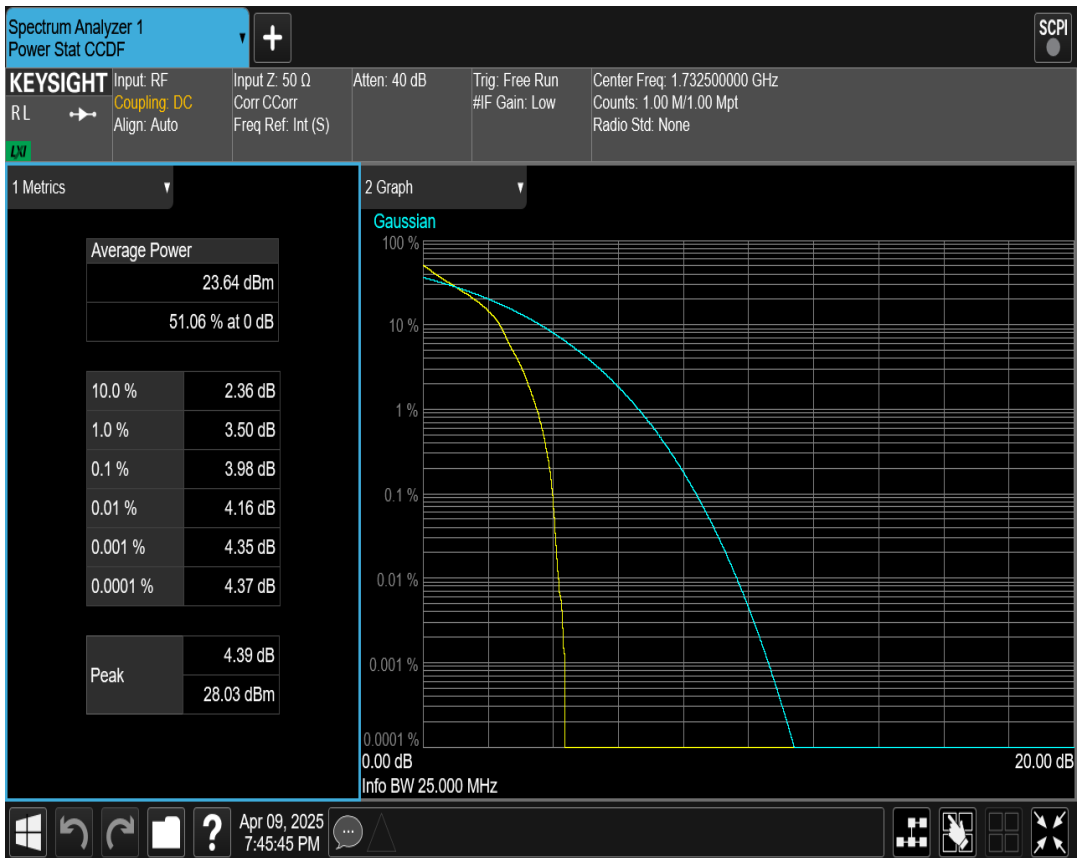 Spectrum Analyzer 1
Power Stat CCDF
+
SCPI
KEYSIGHT
RL
LXI
Input: RF
Coupling: DC
Align: Auto
Input Z: 50 Ω
Corr CCorr
Freq Ref: Int (S)
Atten: 40 dB
Trig: Free Run
#IF Gain: Low
Center Freq: 1.732500000 GHz
Counts: 1.00 M/1.00 Mpt
Radio Std: None
1 Metrics
Average Power
23.64 dBm
51.06 % at 0 dB
10.0 % 2.36 dB
1.0 % 3.50 dB
0.1 % 3.98 dB
0.01 % 4.16 dB
0.001 % 4.35 dB
0.0001 % 4.37 dB
Peak 4.39 dB
28.03 dBm
2 Graph
Gaussian
100 %
10 %
1 %
0.1 %
0.01 %
0.001 %
0.0001 %
0.00 dB 20.00 dB
Info BW 25.000 MHz
?
Apr 09, 2025
7:45:45 PM